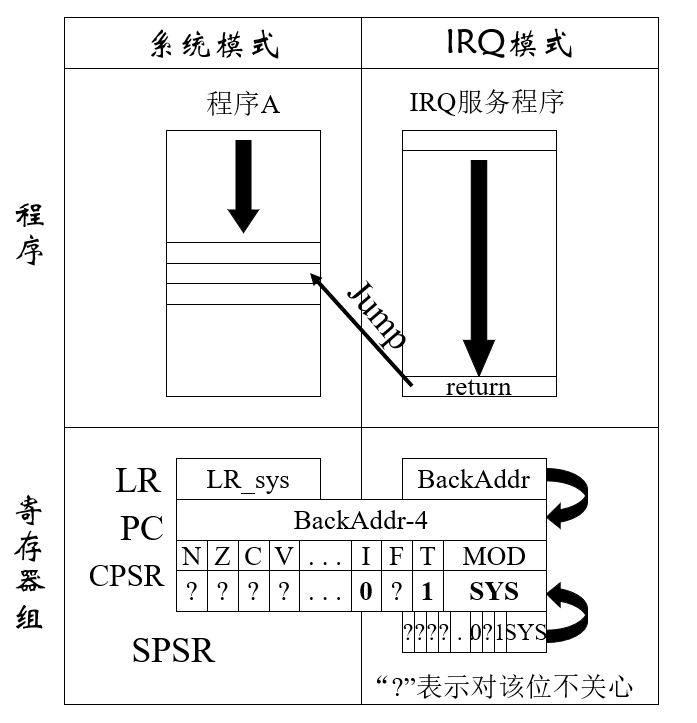 系统模式 IRQ模式
程序A IRQ服务程序
程序
Jump
return
寄存器组
LR LR_sys BackAddr
PC BackAddr-4
N Z C V ... I F T MOD
CPSR ? ? ? ? ... 0 ? 1 SYS
SPSR ???? . 0?1SYS
“?”表示对该位不关心